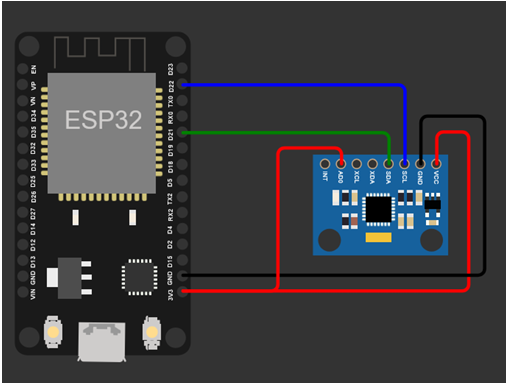 EN
VP
VN
D34
D35
D32
D33
D25
D26
D27
D14
D12
D13
GND
VIN
ESP32
D23
D22
TX0
RX0
D21
D19
D18
D5
TX2
RX2
D4
D2
D15
GND
3V3
INT
AD0
XCL
XDA
SDA
SCL
GND
VCC